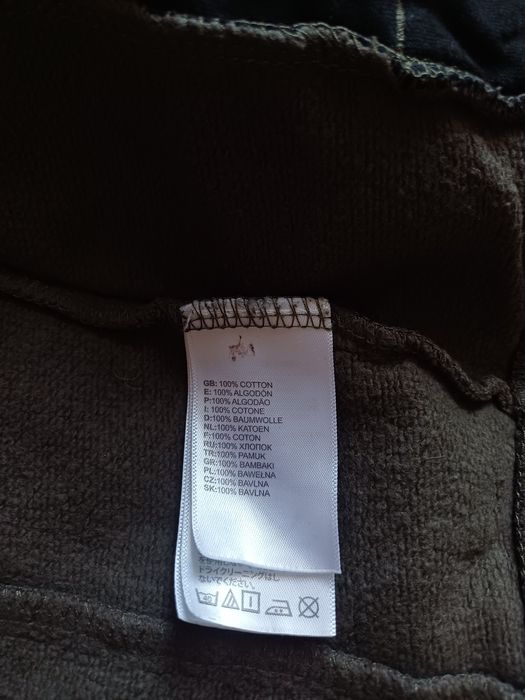 GB: 100% COTTON
E: 100% ALGODÓN
P:100% ALGODÃO
I: 100% COTONE
D:100% BAUMWOLLE
NL:100% KATOEN
F:100% COTON
RU:100% ХЛОПОК
TR:100% PAMUK
GR:100% BAMBAKI
PL:100% BAWEŁNA
CZ:100% BAVLNA
SK:100% BAVLNA
ドライクリーニングはし
ないでください。
40